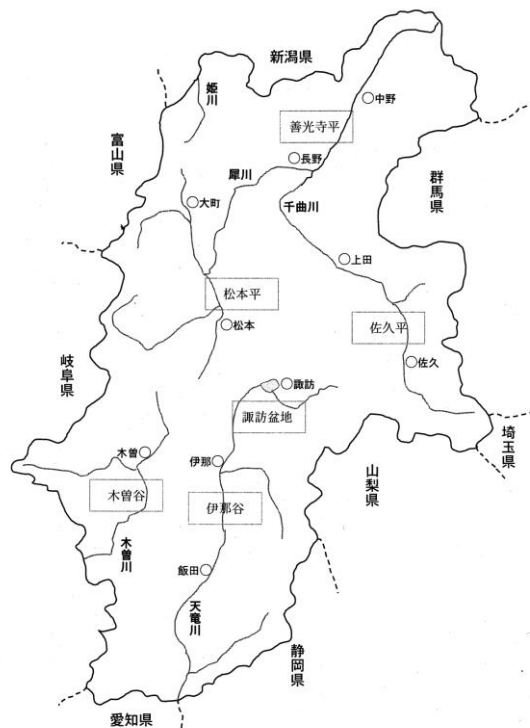 新潟県
姫川
中野
善光寺平
富山県
長野
犀川
群馬県
大町
千曲川
上田
松本平
佐久平
松本
岐阜県
佐久
諏訪
諏訪盆地
埼玉県
木曽
伊那
山梨県
木曽谷
伊那谷
木曽川
飯田
天竜川
静岡県
愛知県